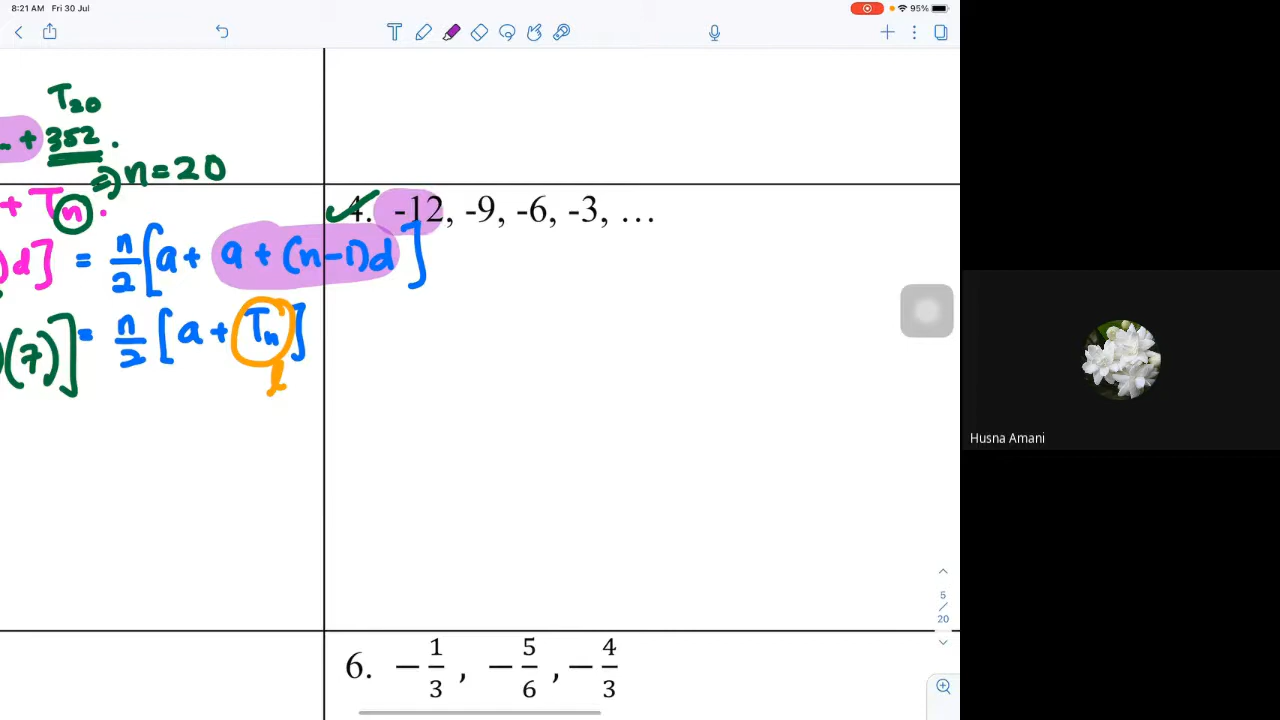 8:21 AM Fri 30 Jul
95%
T
T20
+ 352 .
⇒ n = 20
+ Tn .
4. -12, -9, -6, -3, …
)d] = n/2 [a + a + (n-1)d]
)(7)] = n/2 [a + Tn]
l
Husna Amani
5
/
20
6. −1/3 , −5/6 , −4/3